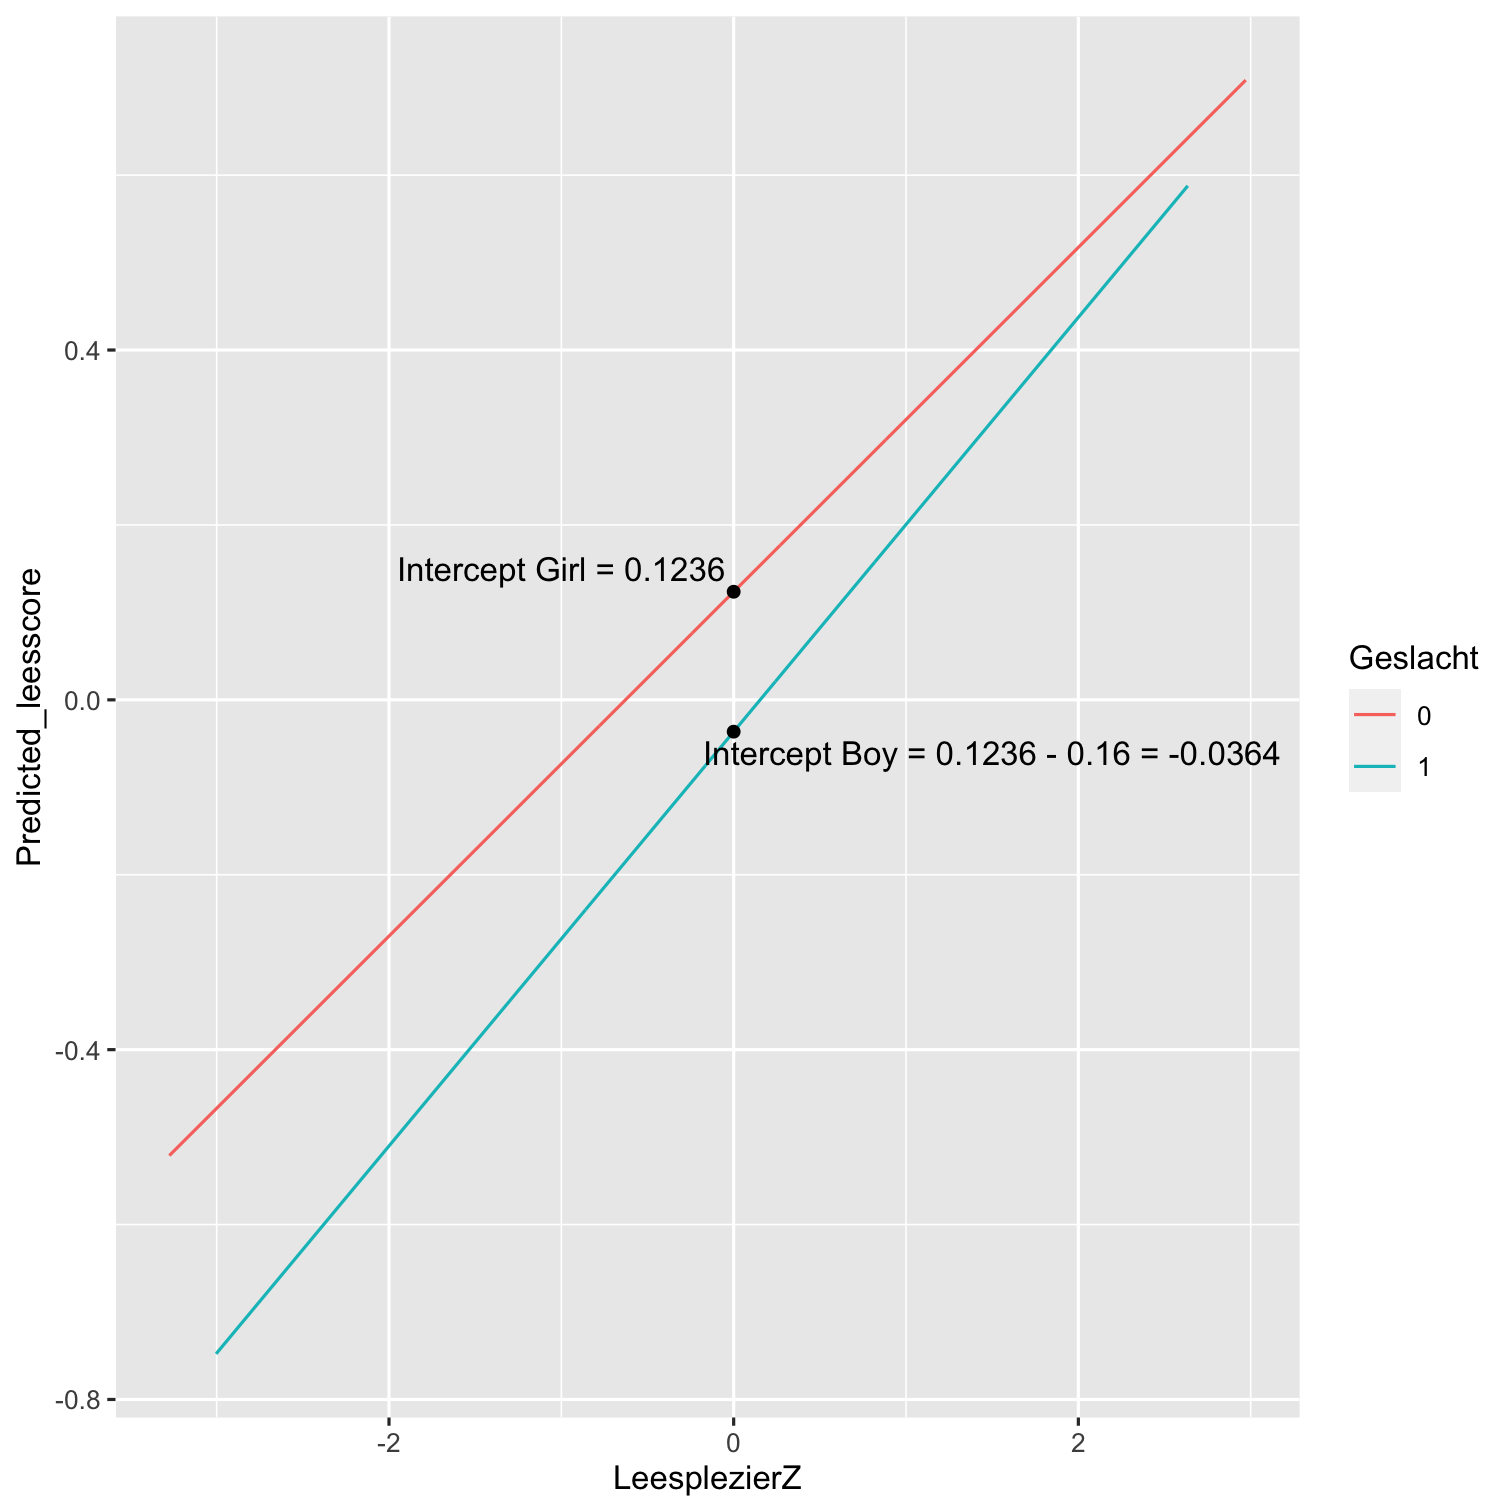 Predicted_leesscore
0.4
0.0
-0.4
-0.8
Intercept Girl = 0.1236
Intercept Boy = 0.1236 - 0.16 = -0.0364
-2
0
2
LeesplezierZ
Geslacht
0
1